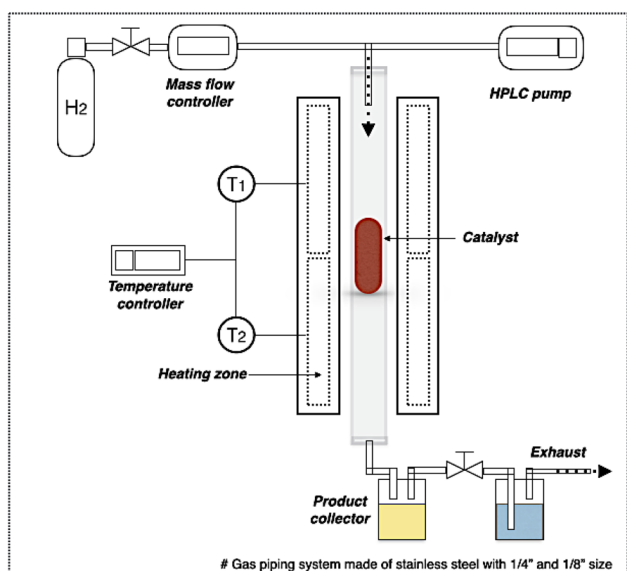 H2
Mass flow
controller
HPLC pump
T1
Catalyst
Temperature
controller
T2
Heating zone
Exhaust
Product
collector
# Gas piping system made of stainless steel with 1/4" and 1/8" size